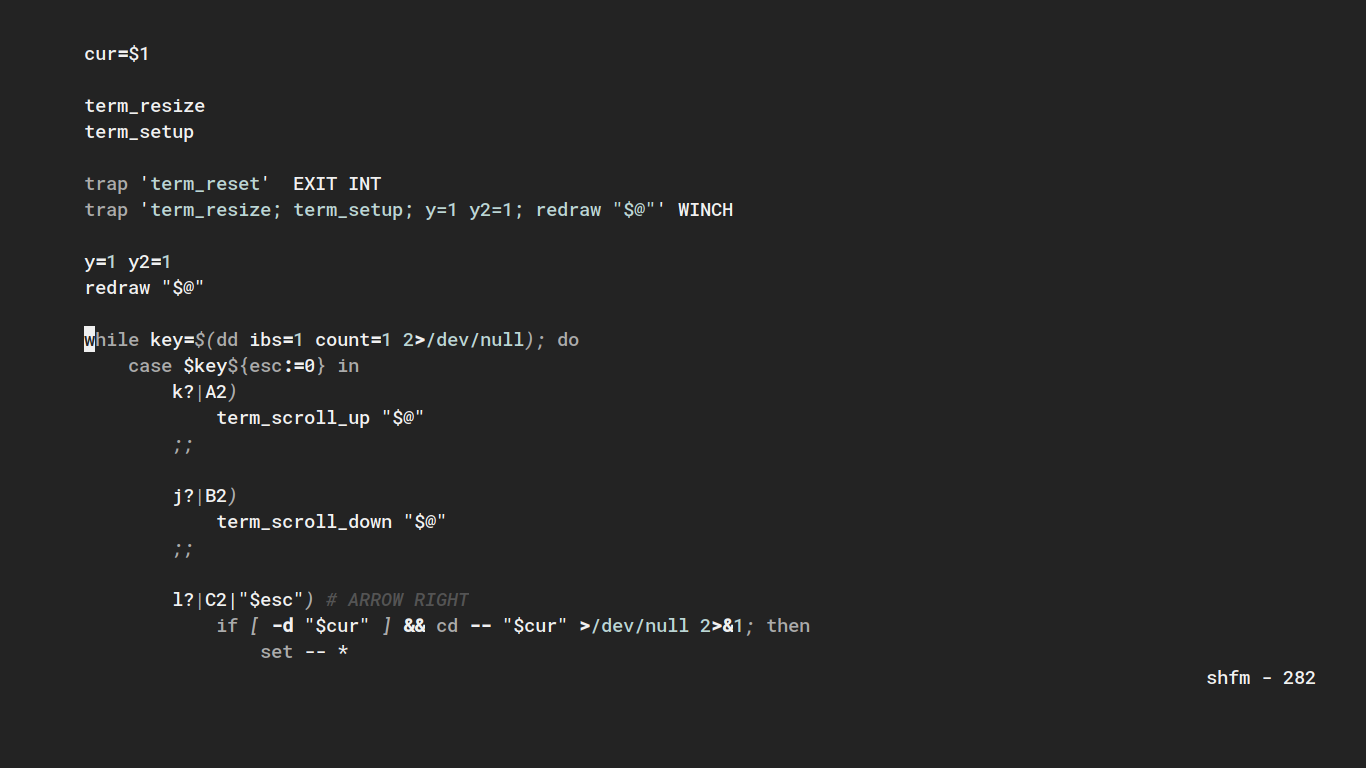 cur=$1
term_resize
term_setup
trap 'term_reset'  EXIT INT
trap 'term_resize; term_setup; y=1 y2=1; redraw "$@"' WINCH
y=1 y2=1
redraw "$@"
while key=$(dd ibs=1 count=1 2>/dev/null); do
    case $key${esc:=0} in
        k?|A2)
            term_scroll_up "$@"
        ;;
        j?|B2)
            term_scroll_down "$@"
        ;;
        l?|C2|"$esc") # ARROW RIGHT
            if [ -d "$cur" ] && cd -- "$cur" >/dev/null 2>&1; then
                set -- *
shfm - 282